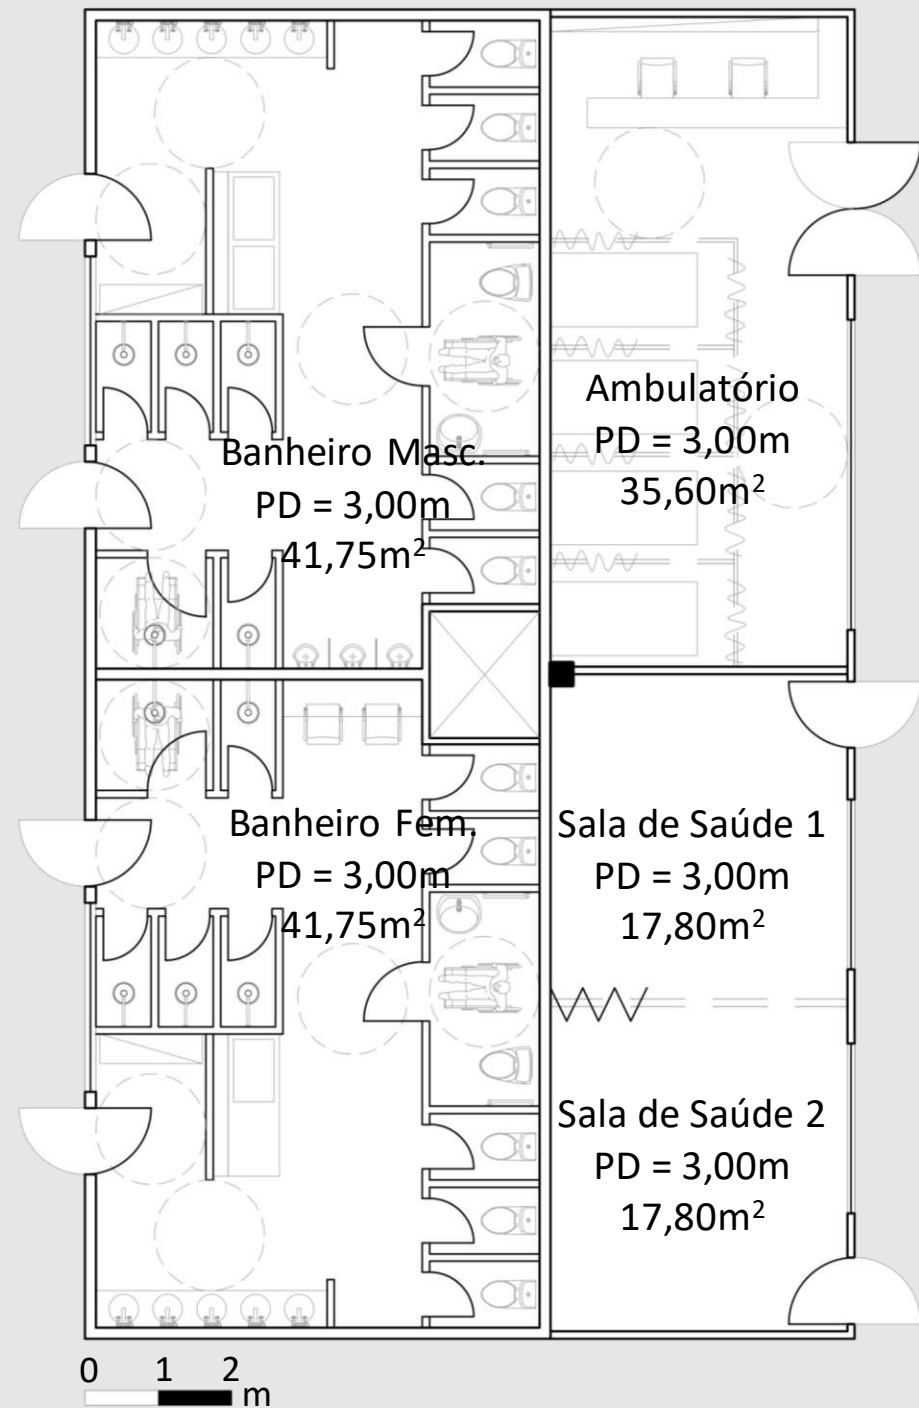 Ambulatório
PD = 3,00m
35,60m²
Banheiro Masc.
PD = 3,00m
41,75m²
Banheiro Fem.
PD = 3,00m
41,75m²
Sala de Saúde 1
PD = 3,00m
17,80m²
Sala de Saúde 2
PD = 3,00m
17,80m²
0 1 2
m